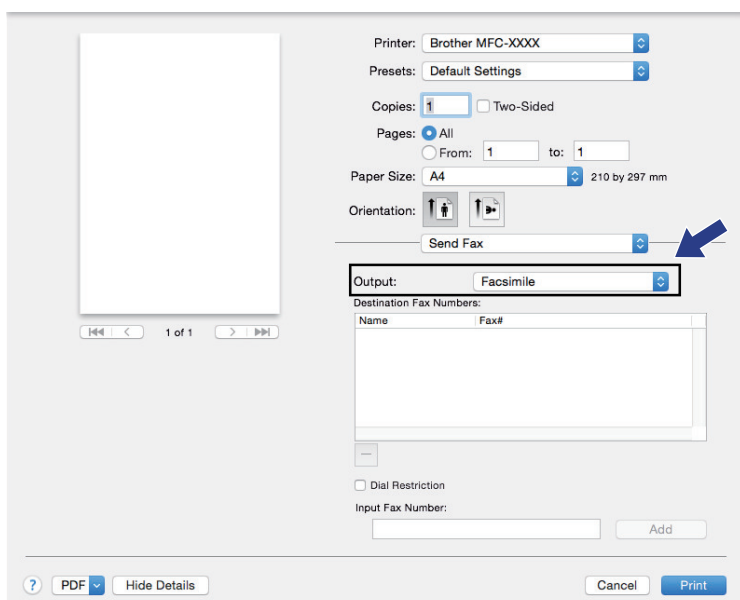 Printer: Brother MFC-XXXX
Presets: Default Settings
Copies: 1 Two-Sided
Pages: All
From: 1 to: 1
Paper Size: A4 210 by 297 mm
Orientation:
Send Fax
Output: Facsimile
Destination Fax Numbers:
Name Fax#
1 of 1
Dial Restriction
Input Fax Number:
Add
? PDF Hide Details Cancel Print